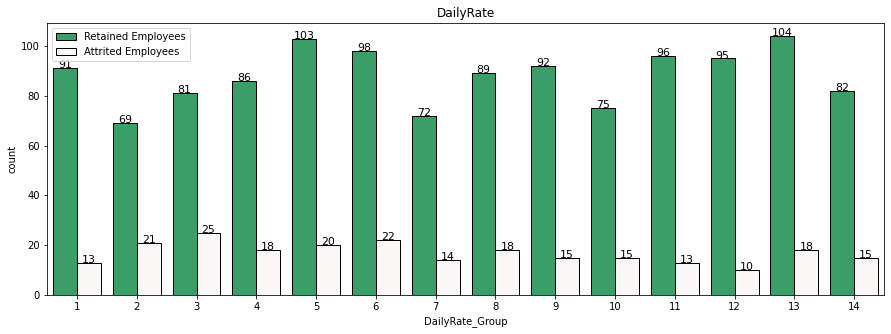 DailyRate
Retained Employees
Attrited Employees
count
100
80
60
40
20
0
91 69 81 86 103 98 72 89 92 75 96 95 104 82
13 21 25 18 20 22 14 18 15 15 13 10 18 15
1 2 3 4 5 6 7 8 9 10 11 12 13 14
DailyRate_Group